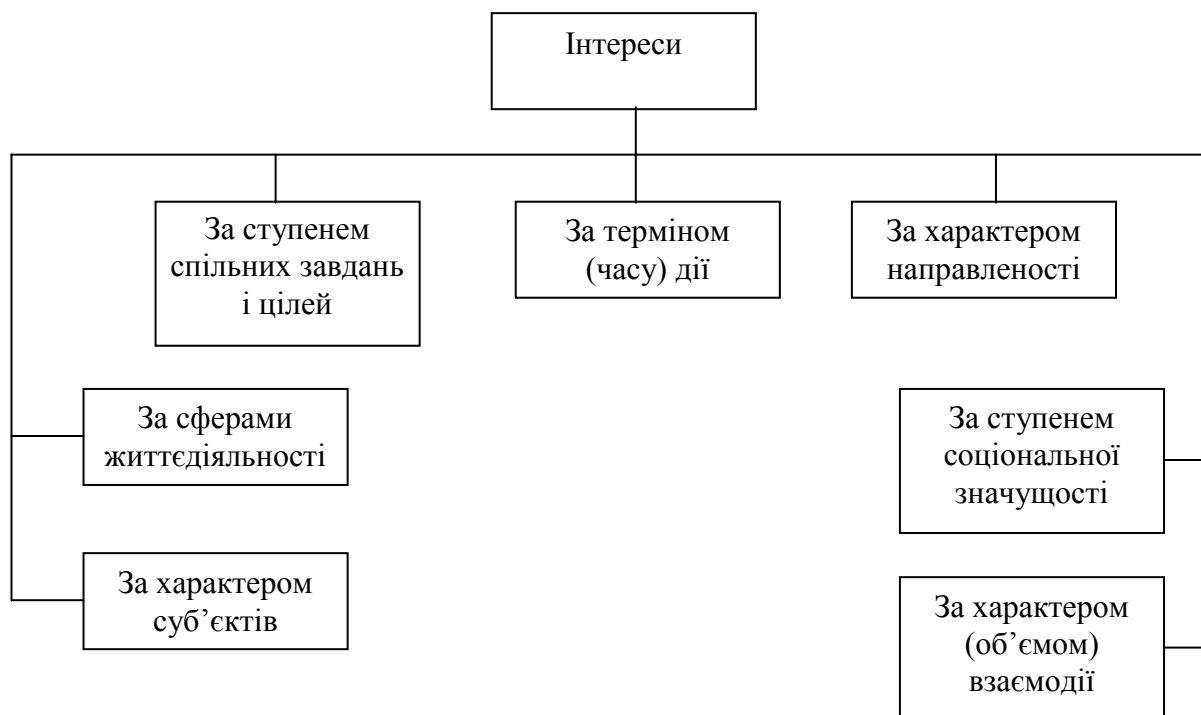 Інтереси
За ступенем
спільних завдань
і цілей
За терміном
(часу) дії
За характером
направленості
За сферами
життєдіяльності
За ступенем
соціональної
значущості
За характером
суб’єктів
За характером
(об’ємом)
взаємодії